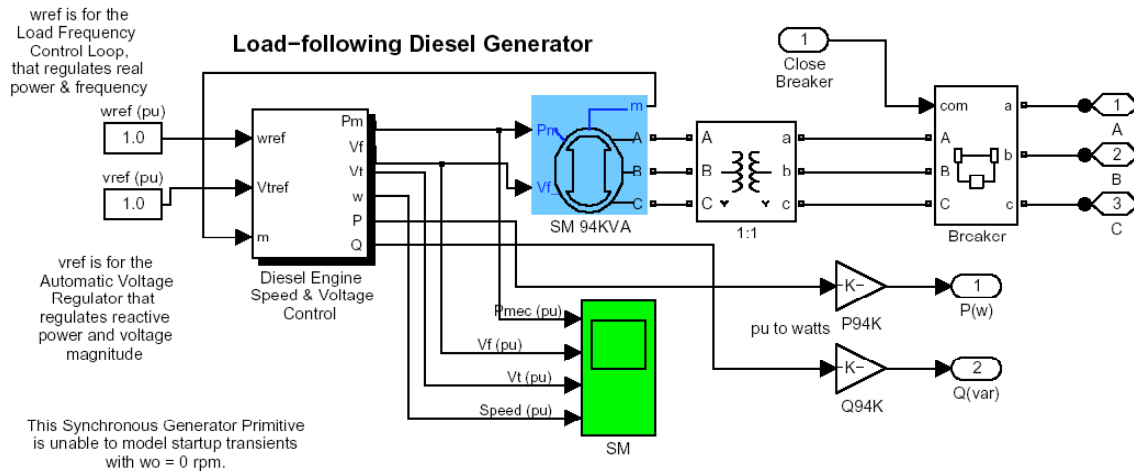 wref is for the
Load Frequency
Control Loop,
that regulates real
power & frequency
Load−following Diesel Generator
wref (pu)
1.0
vref (pu)
1.0
wref
Vtref
m
Pm
Vf
Vt
w
P
Q
Diesel Engine
Speed & Voltage
Control
Pm
Vf_
m
A
B
C
SM 94KVA
A
B
C
a
b
c
1:1
1
Close
Breaker
com
A
B
C
a
b
c
Breaker
1
A
2
B
3
C
vref is for the
Automatic Voltage
Regulator that
regulates reactive
power and voltage
magnitude
Pmec (pu)
Vf (pu)
Vt (pu)
Speed (pu)
SM
pu to watts
-K-
P94K
1
P(w)
-K-
Q94K
2
Q(var)
This Synchronous Generator Primitive
is unable to model startup transients
with wo = 0 rpm.